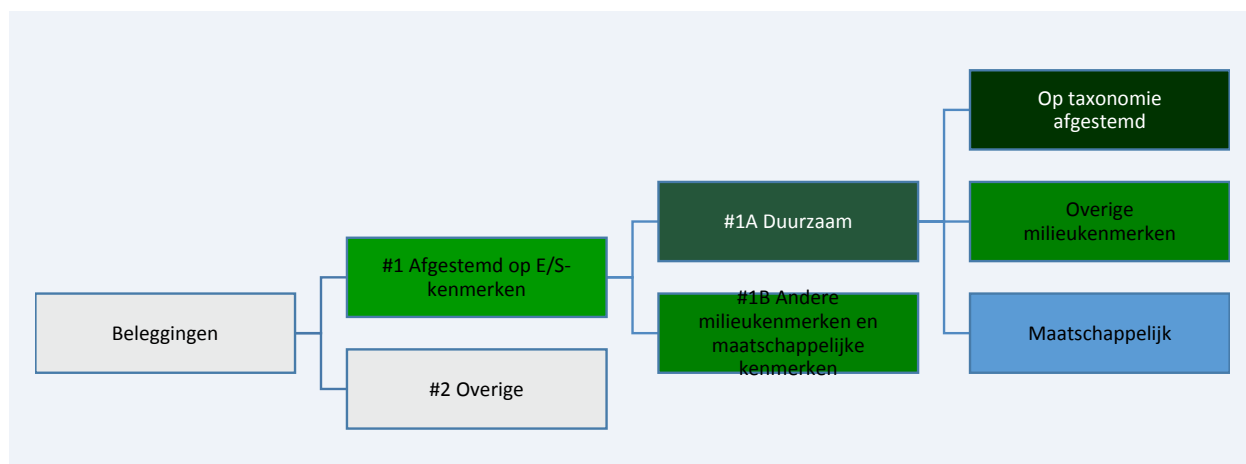 Beleggingen
#1 Afgestemd op E/S-
kenmerken
#2 Overige
#1A Duurzaam
#1B Andere
milieukenmerken en
maatschappelijke
kenmerken
Op taxonomie
afgestemd
Overige
milieukenmerken
Maatschappelijk